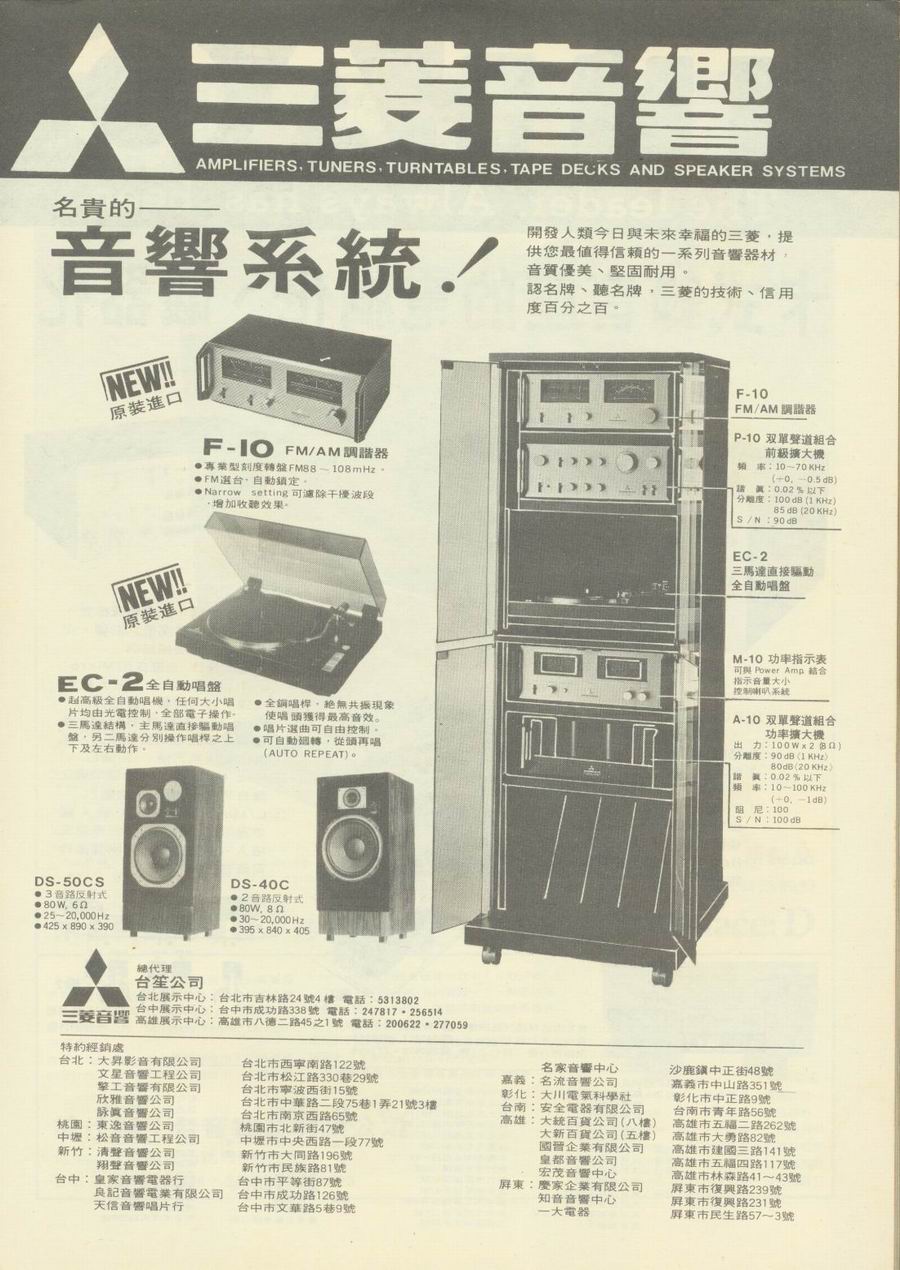 三菱音響
AMPLIFIERS, TUNERS, TURNTABLES, TAPE DECKS AND SPEAKER SYSTEMS
名貴的——
音響系統！
開發人類今日與未來幸福的三菱，提
供您最值得信賴的一系列音響器材，
音質優美、堅固耐用。
認名牌、聽名牌，三菱的技術、信用
度百分之百。
NEW!!
原裝進口
F-10 FM/AM調諧器
●專業型刻度轉盤FM88～108mHz。
●FM選台，自動鎖定。
●Narrow setting可濾除干擾波段
，增加收聽效果。
NEW!!
原裝進口
EC-2全自動唱盤
●超高級全自動唱機，任何大小唱
片均由光電控制，全部電子操作。
●三馬達結構，主馬達直接驅動唱
盤，另二馬達分別操作唱桿之上
下及左右動作。
●全鋼唱桿，絶無共振現象
使唱頭獲得最高音效。
●唱片選曲可自由控制。
●可自動廻轉，從頭再唱
(AUTO REPEAT)。
F-10
FM/AM調諧器
P-10 双單聲道組合
前級擴大機
頻　率：10～70KHz
(+0, -0.5dB)
諧　眞：0.02%以下
分離度：100dB(1KHz)
85dB(20KHz)
S/N：90dB
EC-2
三馬達直接驅動
全自動唱盤
M-10 功率指示表
可與Power Amp.結合
指示音量大小
控制喇叭系統
A-10 双單聲道組合
功率擴大機
出　力：100W x 2 (8Ω)
分離度：90dB(1KHz)
80dB(20KHz)
諧　眞：0.02%以下
頻　率：10～100KHz
(+0, -1dB)
阻　尼：100
S/N：100dB
DS-50CS
●3音路反射式
●80W, 6Ω
●25～20,000Hz
●425 x 890 x 390
DS-40C
●2音路反射式
●80W, 8Ω
●30～20,000Hz
●395 x 840 x 405
三菱音響
總代理
台笙公司
台北展示中心：台北市吉林路24號4樓 電話：5313802
台中展示中心：台中市成功路338號 電話：247817・256514
高雄展示中心：高雄市八德二路45之1號 電話：200622・277059
特約經銷處
台北：大昇影音有限公司 台北市西寧南路122號
文星音響工程公司 台北市松江路330巷29號
擎工音響有限公司 台北市寧波西街15號
欣雅音響公司 台北市中華路二段75巷1弄21號3樓
詠眞音響公司 台北市南京西路65號
桃園：東逸音響公司 桃園市北新街47號
中壢：松音音響工程公司 中壢市中央西路一段77號
新竹：清聲音響公司 新竹市大同路196號
翔聲音響公司 新竹市民族路81號
台中：皇家音響電器行 台中市平等街87號
良記音響電業有限公司 台中市成功路126號
天信音響唱片行 台中市文華路5巷9號
名家音響中心 沙鹿鎭中正街48號
嘉義：名流音響公司 嘉義市中山路351號
彰化：大川電氣科學社 彰化市中正路9號
台南：安全電器有限公司 台南市青年路56號
高雄：大統百貨公司(八樓) 高雄市五福二路262號
大新百貨公司(五樓) 高雄市大勇路82號
國晉企業有限公司 高雄市建國三路141號
皇都音響公司 高雄市五福四路117號
宏茂音響中心 高雄市林森路41～43號
屏東：慶家企業有限公司 屏東市復興路239號
知音音響中心 屏東市復興路231號
一大電器 屏東市民生路57～3號